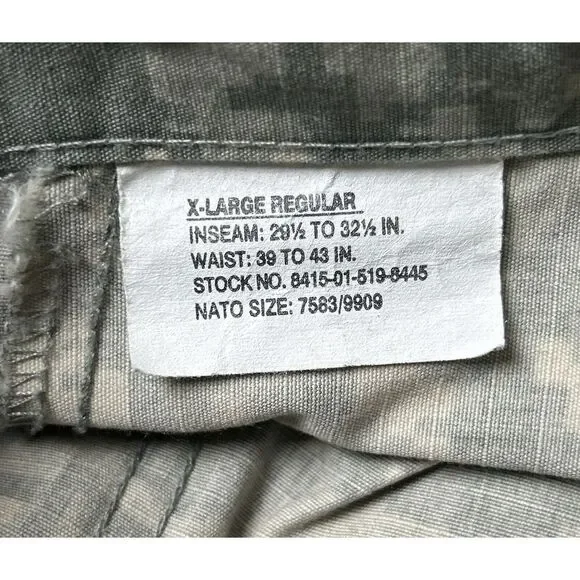 X-LARGE REGULAR
INSEAM: 29½ TO 32½ IN.
WAIST: 39 TO 43 IN.
STOCK NO. 8415-01-519-8445
NATO SIZE: 7583/9909